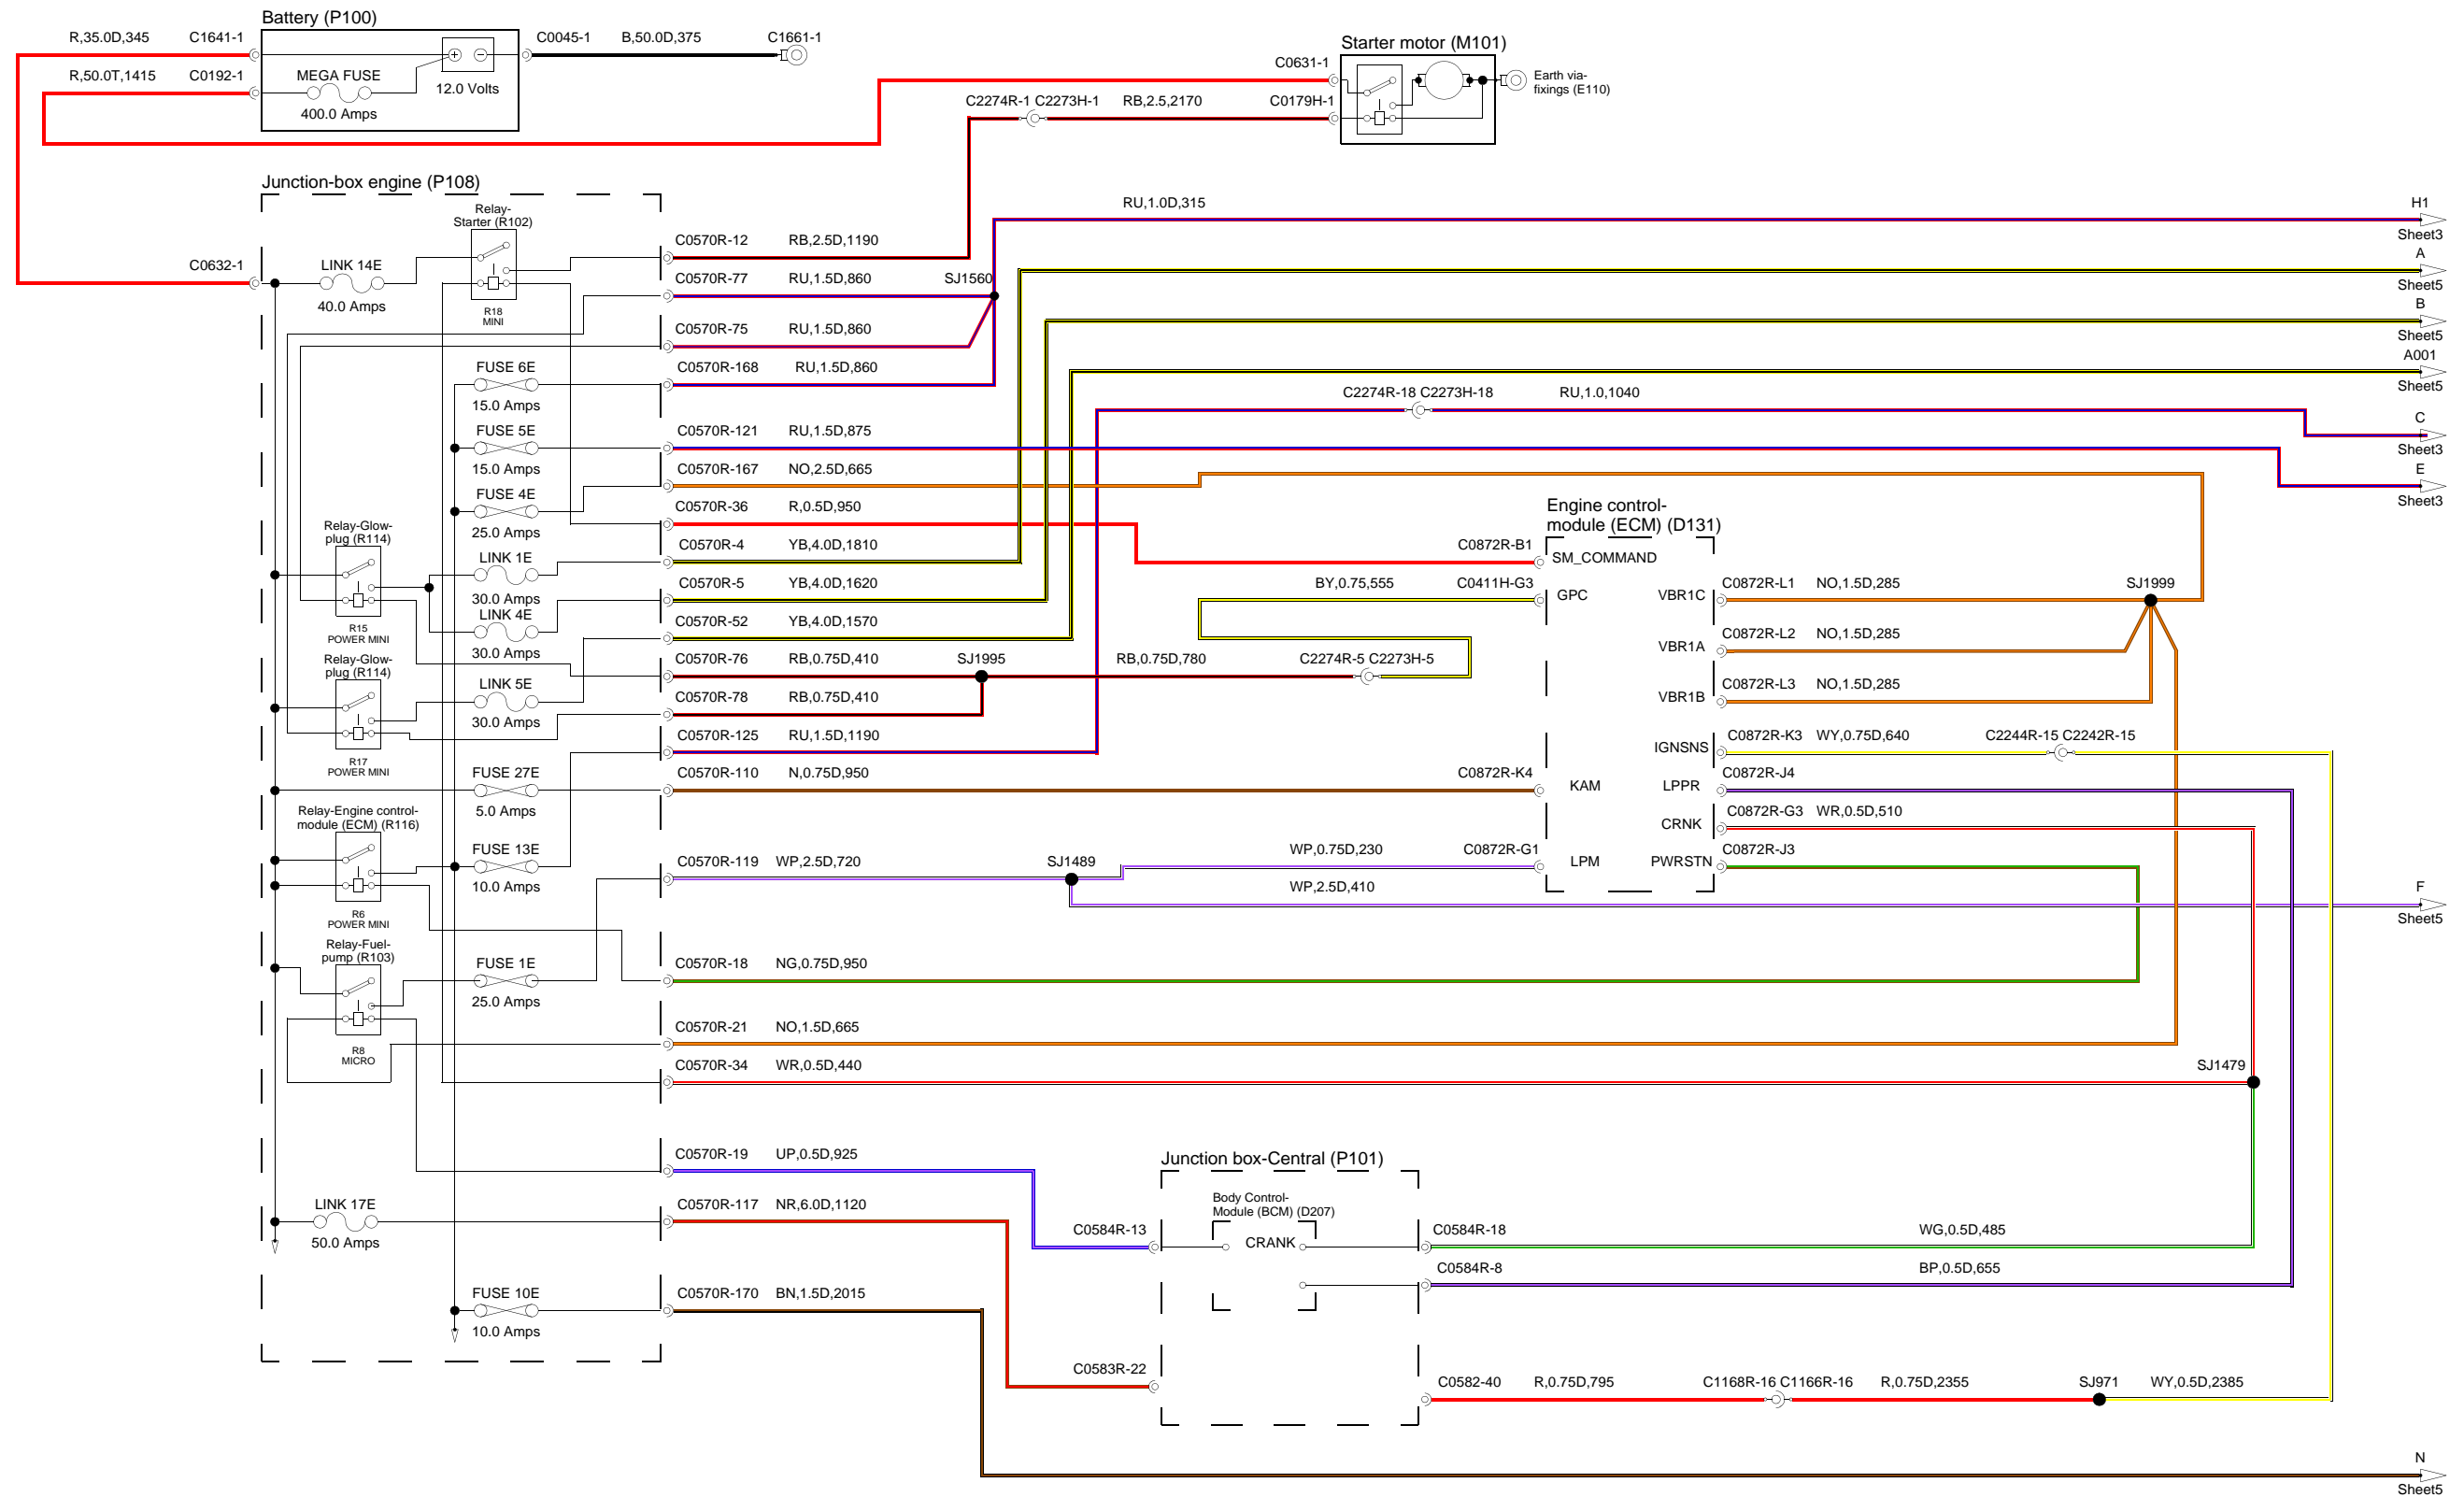 Battery (P100)
R,35.0D,345 C1641-1
C0045-1 B,50.0D,375 C1661-1
R,50.0T,1415 C0192-1
MEGA FUSE
400.0 Amps
12.0 Volts
Starter motor (M101)
C0631-1
C2274R-1 C2273H-1 RB,2.5,2170 C0179H-1
Earth via-
fixings (E110)
Junction-box engine (P108)
Relay-
Starter (R102)
R18
MINI
C0632-1
LINK 14E
40.0 Amps
RU,1.0D,315
H1
Sheet3
A
Sheet5
B
Sheet5
A001
Sheet5
C
Sheet3
E
Sheet3
C0570R-12 RB,2.5D,1190
C0570R-77 RU,1.5D,860 SJ1560
C0570R-75 RU,1.5D,860
FUSE 6E
15.0 Amps
C0570R-168 RU,1.5D,860
C2274R-18 C2273H-18 RU,1.0,1040
FUSE 5E
15.0 Amps
C0570R-121 RU,1.5D,875
C0570R-167 NO,2.5D,665
FUSE 4E
25.0 Amps
C0570R-36 R,0.5D,950
Engine control-
module (ECM) (D131)
Relay-Glow-
plug (R114)
R15
POWER MINI
LINK 1E
30.0 Amps
C0570R-4 YB,4.0D,1810
C0872R-B1 SM_COMMAND
LINK 4E
30.0 Amps
C0570R-5 YB,4.0D,1620
BY,0.75,555 C0411H-G3 GPC
VBR1C C0872R-L1 NO,1.5D,285 SJ1999
C0570R-52 YB,4.0D,1570
VBR1A C0872R-L2 NO,1.5D,285
Relay-Glow-
plug (R114)
R17
POWER MINI
LINK 5E
30.0 Amps
C0570R-76 RB,0.75D,410 SJ1995 RB,0.75D,780 C2274R-5 C2273H-5
C0570R-78 RB,0.75D,410
VBR1B C0872R-L3 NO,1.5D,285
C0570R-125 RU,1.5D,1190
IGNSNS C0872R-K3 WY,0.75D,640 C2244R-15 C2242R-15
FUSE 27E
5.0 Amps
C0570R-110 N,0.75D,950 C0872R-K4 KAM
LPPR C0872R-J4
Relay-Engine control-
module (ECM) (R116)
R6
POWER MINI
CRNK C0872R-G3 WR,0.5D,510
FUSE 13E
10.0 Amps
C0570R-119 WP,2.5D,720 SJ1489 WP,0.75D,230 C0872R-G1 LPM
PWRSTN C0872R-J3
WP,2.5D,410
F
Sheet5
Relay-Fuel-
pump (R103)
R8
MICRO
FUSE 1E
25.0 Amps
C0570R-18 NG,0.75D,950
C0570R-21 NO,1.5D,665
C0570R-34 WR,0.5D,440 SJ1479
C0570R-19 UP,0.5D,925
Junction box-Central (P101)
Body Control-
Module (BCM) (D207)
LINK 17E
50.0 Amps
C0570R-117 NR,6.0D,1120
C0584R-13 CRANK C0584R-18 WG,0.5D,485
C0584R-8 BP,0.5D,655
FUSE 10E
10.0 Amps
C0570R-170 BN,1.5D,2015
C0583R-22
C0582-40 R,0.75D,795 C1168R-16 C1166R-16 R,0.75D,2355 SJ971 WY,0.5D,2385
N
Sheet5